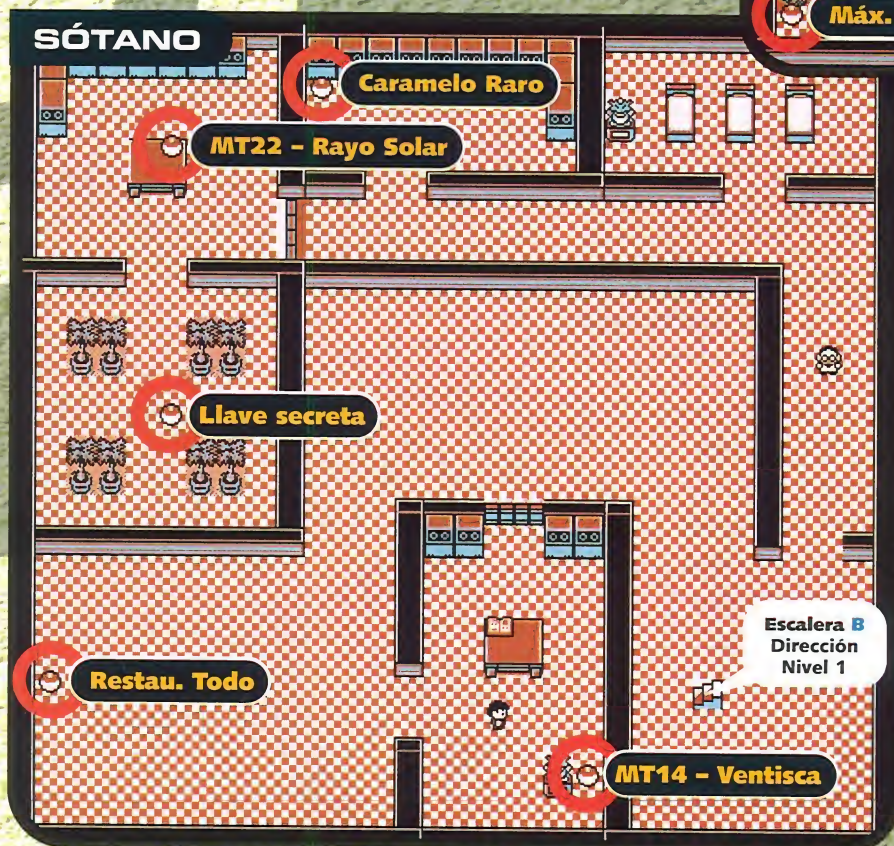 SÓTANO
Máx.
Caramelo Raro
MT22 – Rayo Solar
Llave secreta
Escalera B
Dirección
Nivel 1
Restau. Todo
MT14 – Ventisca